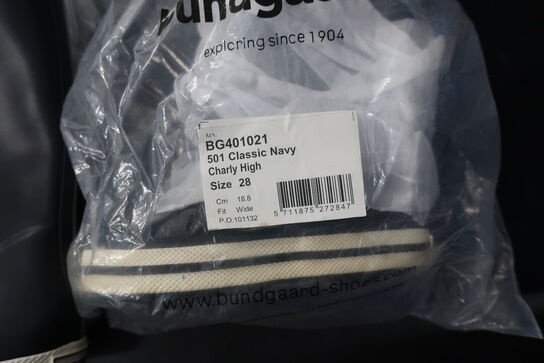 Bundgaard
exploring since 1904
Art.
BG401021
501 Classic Navy
Charly High
Size 28
Cm 18.8
Fit Wide
P.O.101132
5 711875 272847
www.bundgaard-shoes.com